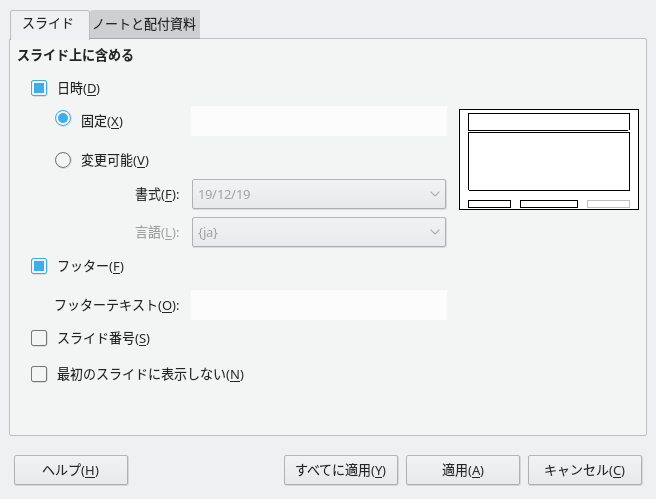 スライド ノートと配付資料
スライド上に含める
日時(D)
固定(X)
変更可能(V)
書式(F): 19/12/19
言語(L): {ja}
フッター(F)
フッターテキスト(O):
スライド番号(S)
最初のスライドに表示しない(N)
ヘルプ(H) すべてに適用(Y) 適用(A) キャンセル(C)